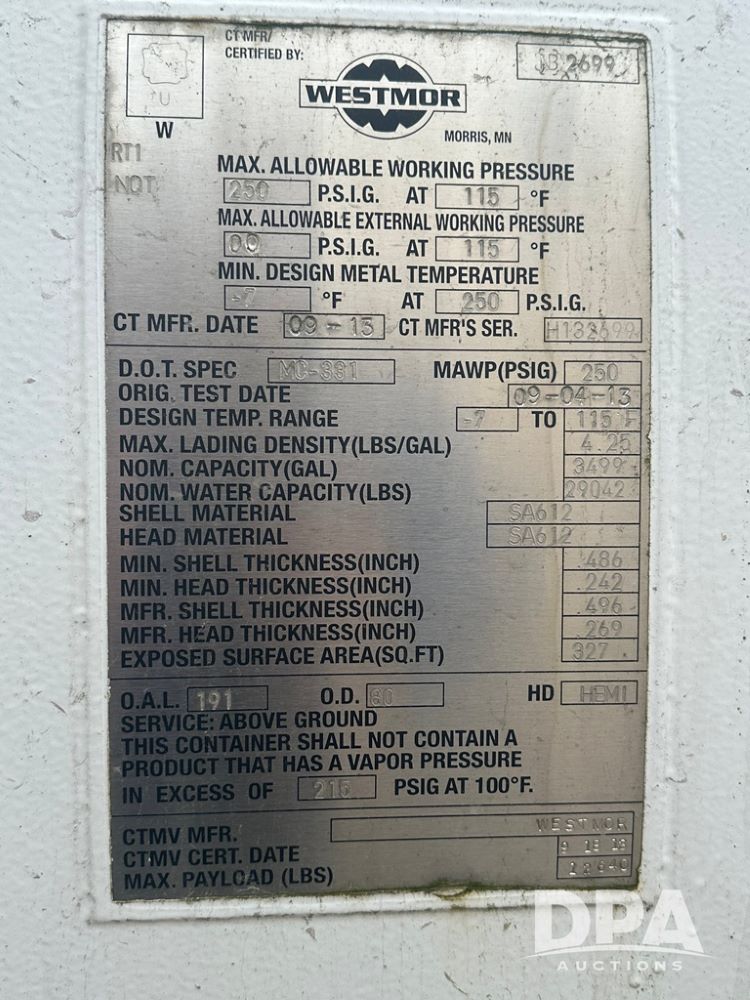 CT MFR/
CERTIFIED BY:
2699
U
W
WESTMOR
MORRIS, MN
RT1
MAX. ALLOWABLE WORKING PRESSURE
250 P.S.I.G. AT 115 °F
MAX. ALLOWABLE EXTERNAL WORKING PRESSURE
00 P.S.I.G. AT 115 °F
MIN. DESIGN METAL TEMPERATURE
-7 °F AT 250 P.S.I.G.
CT MFR. DATE 09-13 CT MFR'S SER. H132699
D.O.T. SPEC MC-331 MAWP(PSIG) 250
ORIG. TEST DATE 09-04-13
DESIGN TEMP. RANGE -7 TO 115 F
MAX. LADING DENSITY(LBS/GAL) 4.25
NOM. CAPACITY(GAL) 3499
NOM. WATER CAPACITY(LBS) 29042
SHELL MATERIAL SA612
HEAD MATERIAL SA612
MIN. SHELL THICKNESS(INCH) .486
MIN. HEAD THICKNESS(INCH) .242
MFR. SHELL THICKNESS(INCH) .496
MFR. HEAD THICKNESS(INCH) .269
EXPOSED SURFACE AREA(SQ.FT) 327
O.A.L. 191 O.D. 80 HD HEMI
SERVICE: ABOVE GROUND
THIS CONTAINER SHALL NOT CONTAIN A
PRODUCT THAT HAS A VAPOR PRESSURE
IN EXCESS OF 215 PSIG AT 100°F.
CTMV MFR. WESTMOR
CTMV CERT. DATE
MAX. PAYLOAD (LBS) 12640
DPA
AUCTIONS